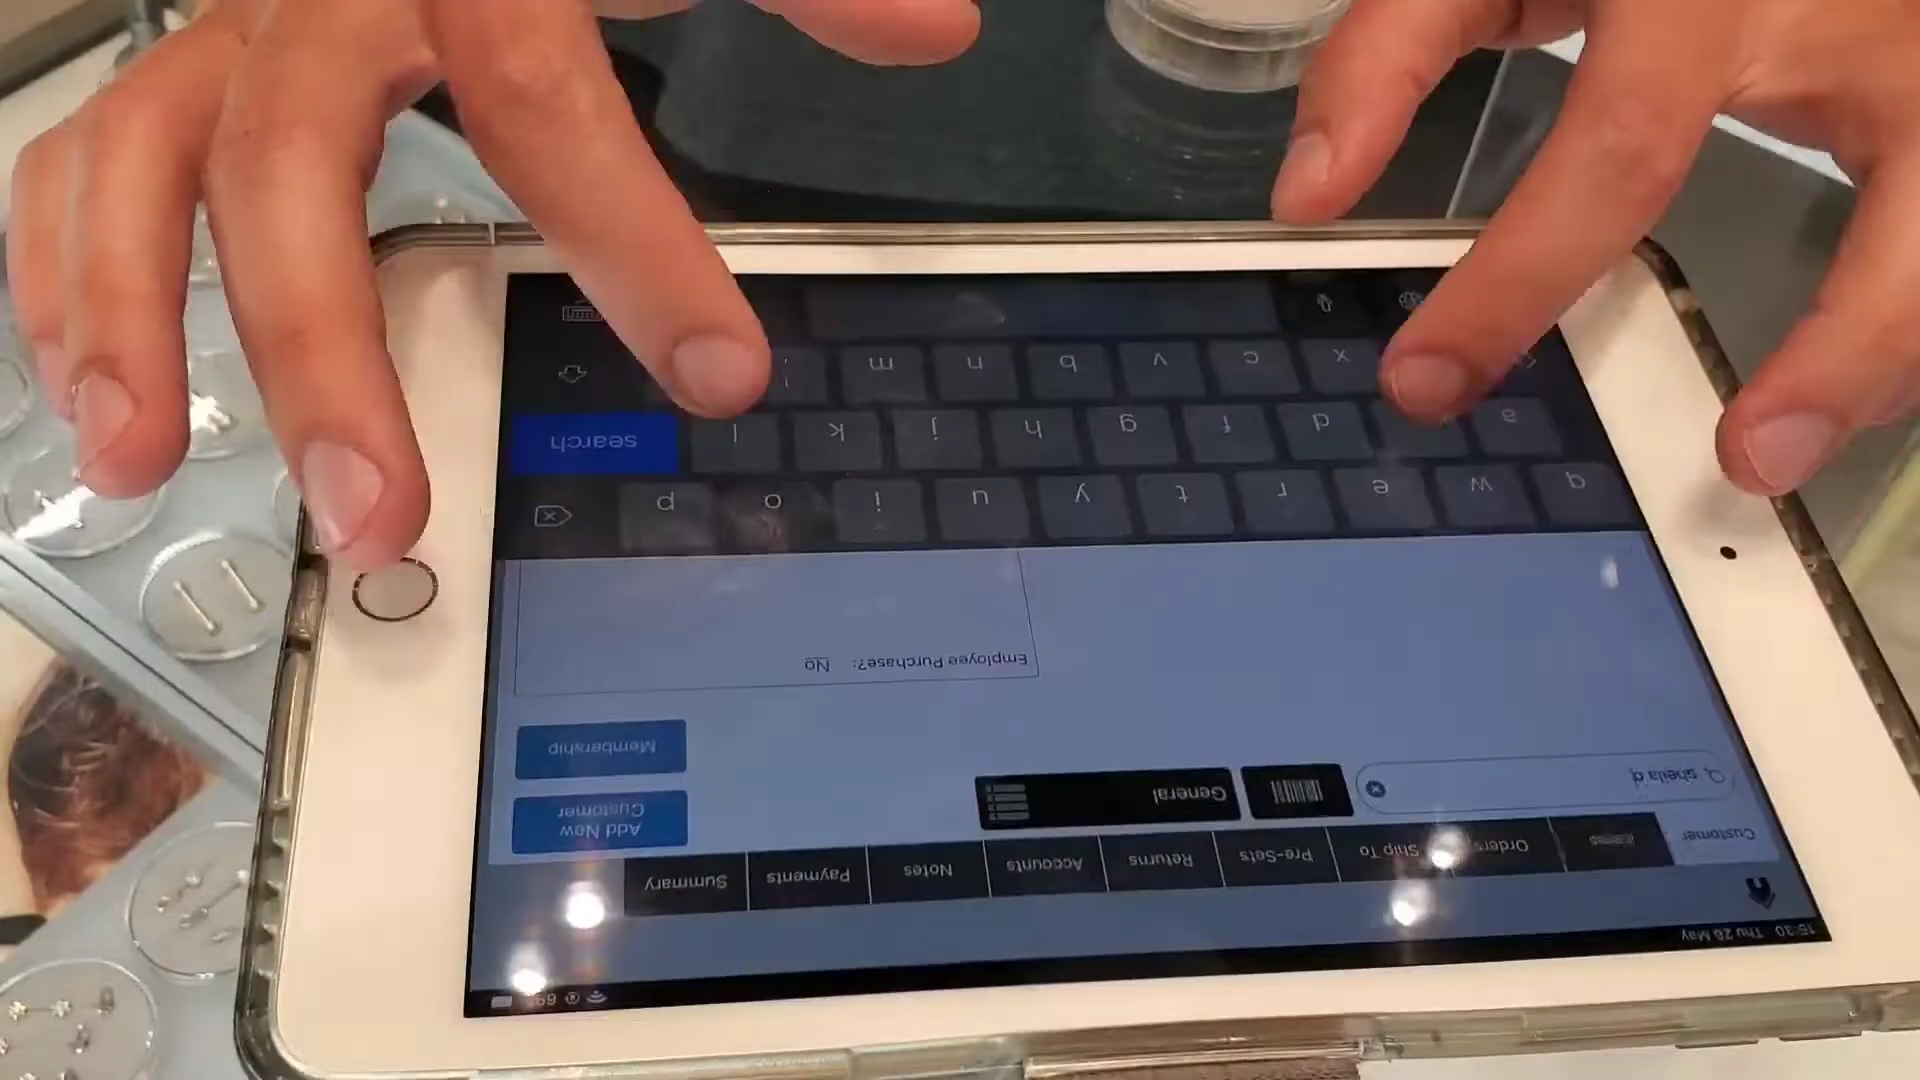 15:30 Thu 26 May
69%
Customer
Orders
Ship To
Pre-Sets
Returns
Accounts
Notes
Payments
Summary
sheila d
General
Add New
Customer
Membership
Employee Purchase?: No
q w e r t y u i o p
a d f g h j k l search
x c v b n m !